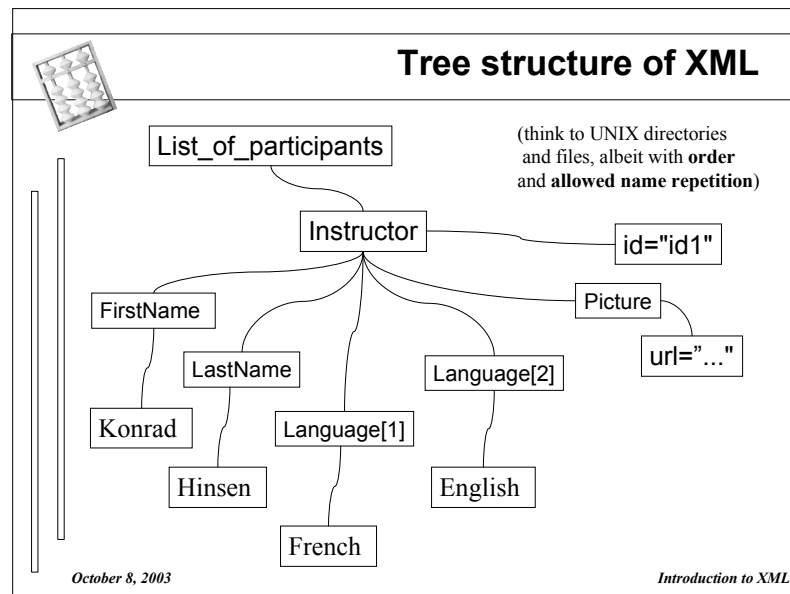 Tree structure of XML
List_of_participants
(think to UNIX directories
and files, albeit with order
and allowed name repetition)
Instructor
id="id1"
FirstName
Picture
LastName
Language[2]
url=”..."
Konrad
Language[1]
Hinsen
English
French
October 8, 2003
Introduction to XML